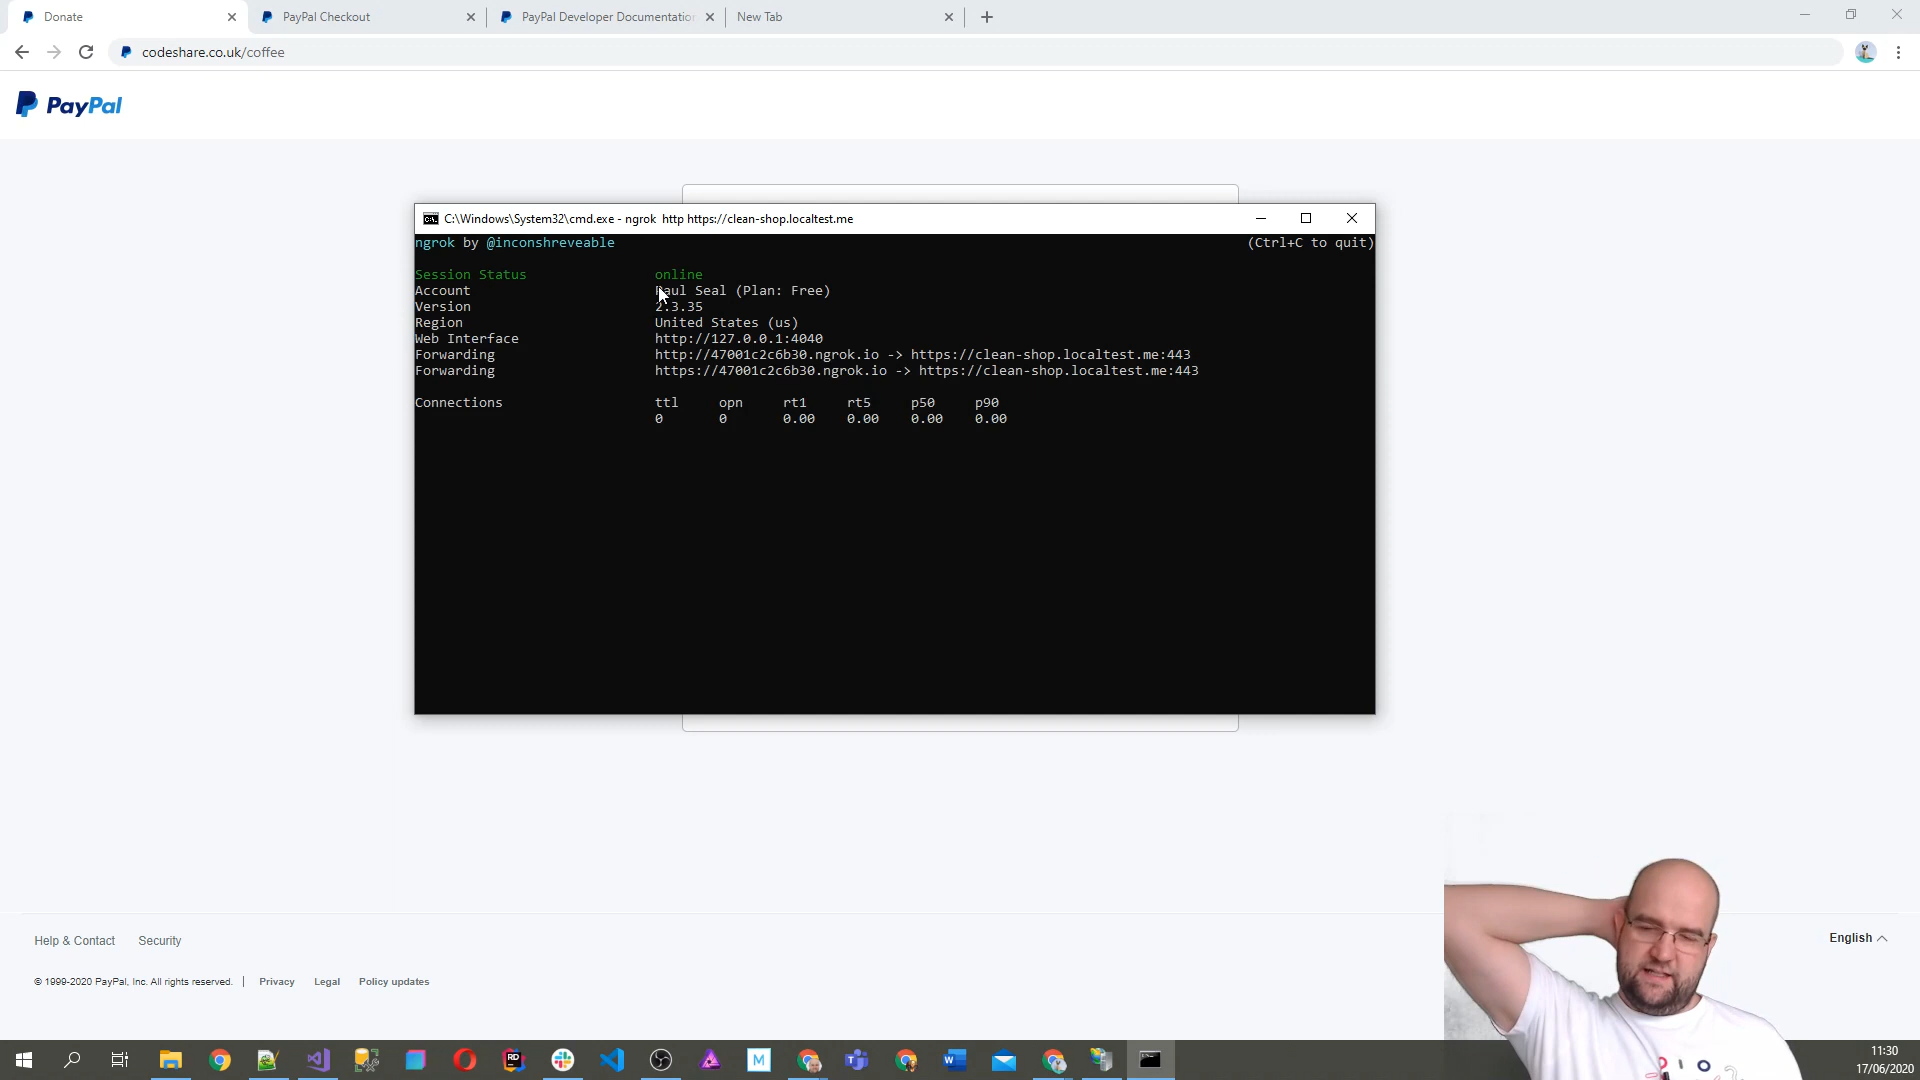 Donate
PayPal Checkout
PayPal Developer Documentation
New Tab
codeshare.co.uk/coffee
PayPal
C:\Windows\System32\cmd.exe - ngrok  http https://clean-shop.localtest.me
ngrok by @inconshreveable (Ctrl+C to quit)
Session Status online
Account Paul Seal (Plan: Free)
Version 2.3.35
Region United States (us)
Web Interface http://127.0.0.1:4040
Forwarding http://47001c2c6b30.ngrok.io -> https://clean-shop.localtest.me:443
Forwarding https://47001c2c6b30.ngrok.io -> https://clean-shop.localtest.me:443
Connections ttl opn rt1 rt5 p50 p90
0 0 0.00 0.00 0.00 0.00
Help & Contact Security
English
© 1999-2020 PayPal, Inc. All rights reserved. | Privacy Legal Policy updates
11:30
17/06/2020